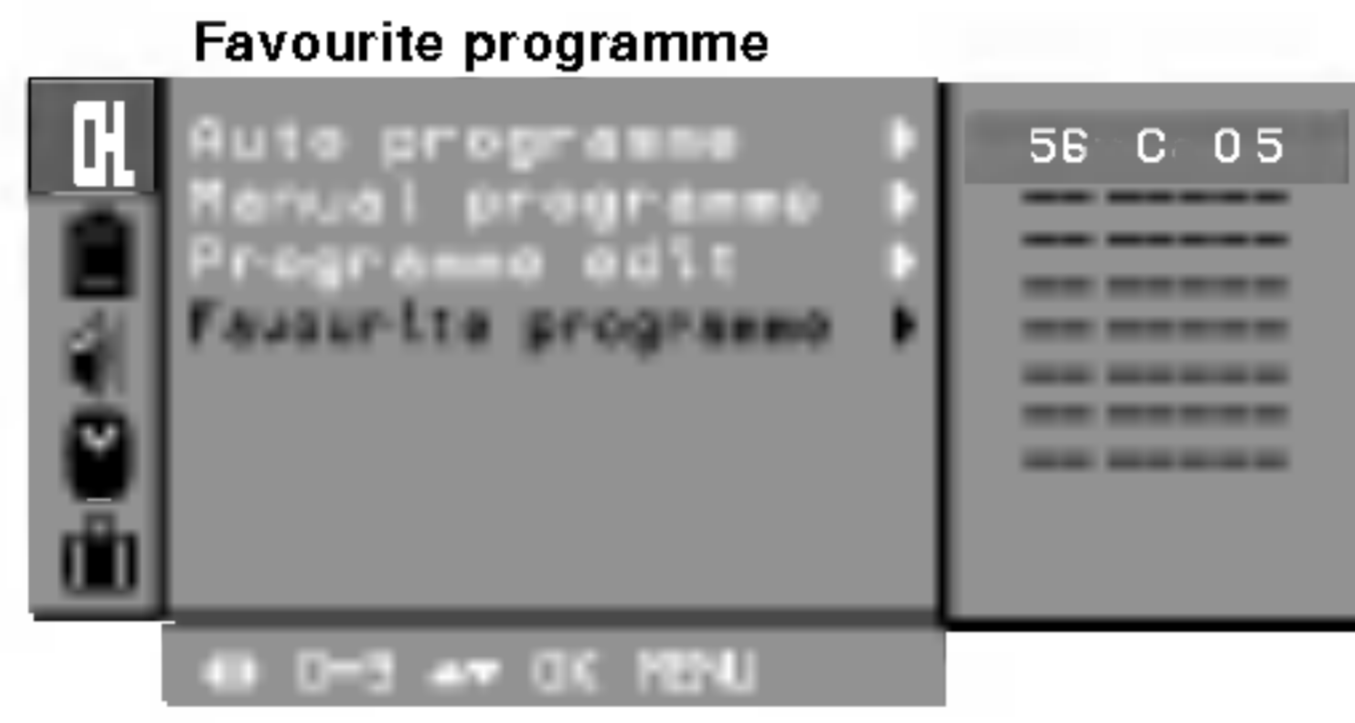 Favourite programme
CH
Auto programme
Manual programme
Programme edit
Favourite programme
56 C 05
-- -----
-- -----
-- -----
-- -----
-- -----
-- -----
-- -----
◀▶ 0-9 ▲▼ OK MENU